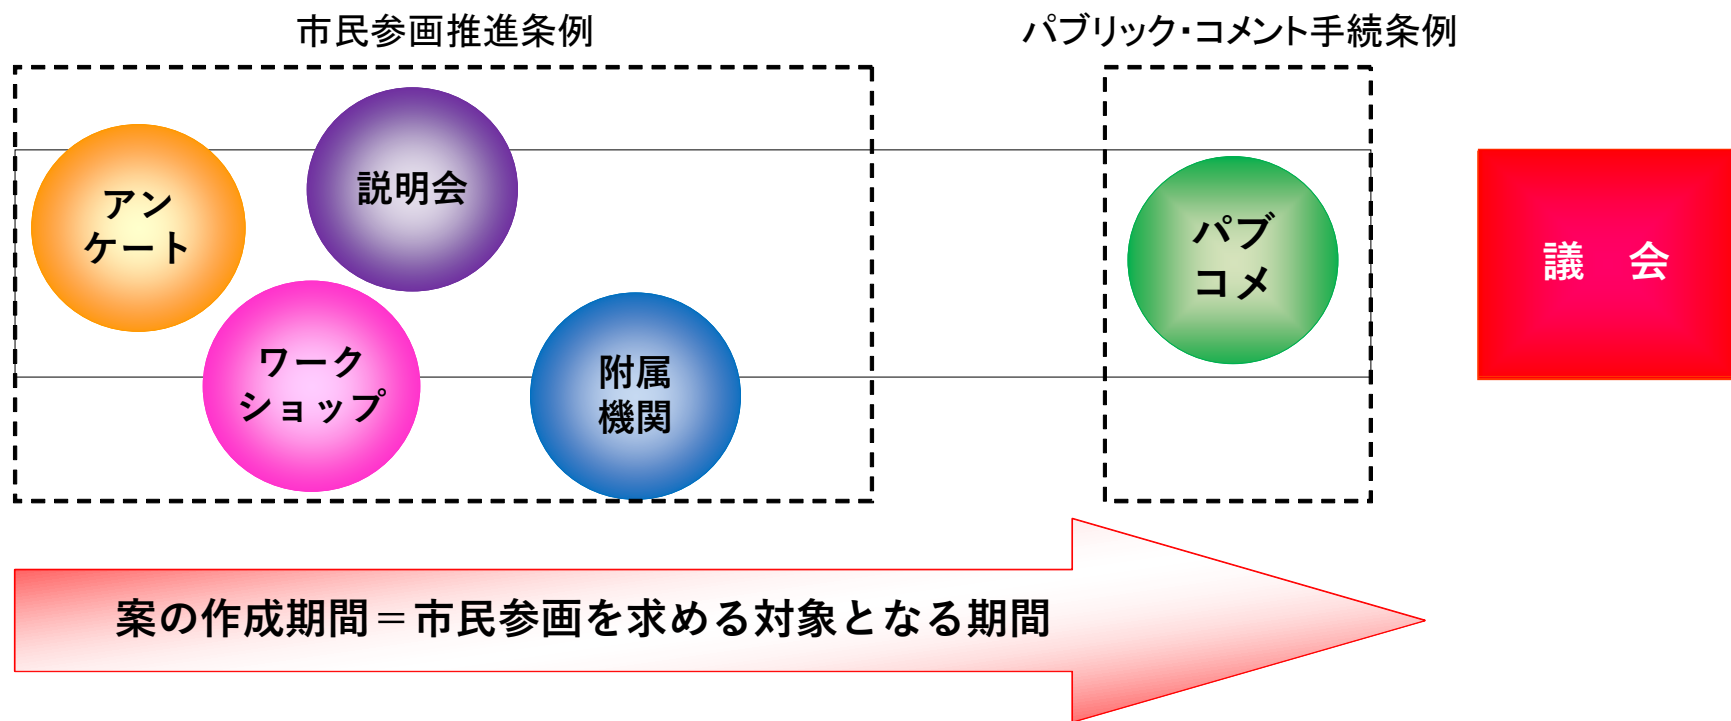 市民参画推進条例
パブリック・コメント手続条例
アン
ケート
説明会
ワーク
ショップ
附属
機関
パブ
コメ
議　会
案の作成期間＝市民参画を求める対象となる期間